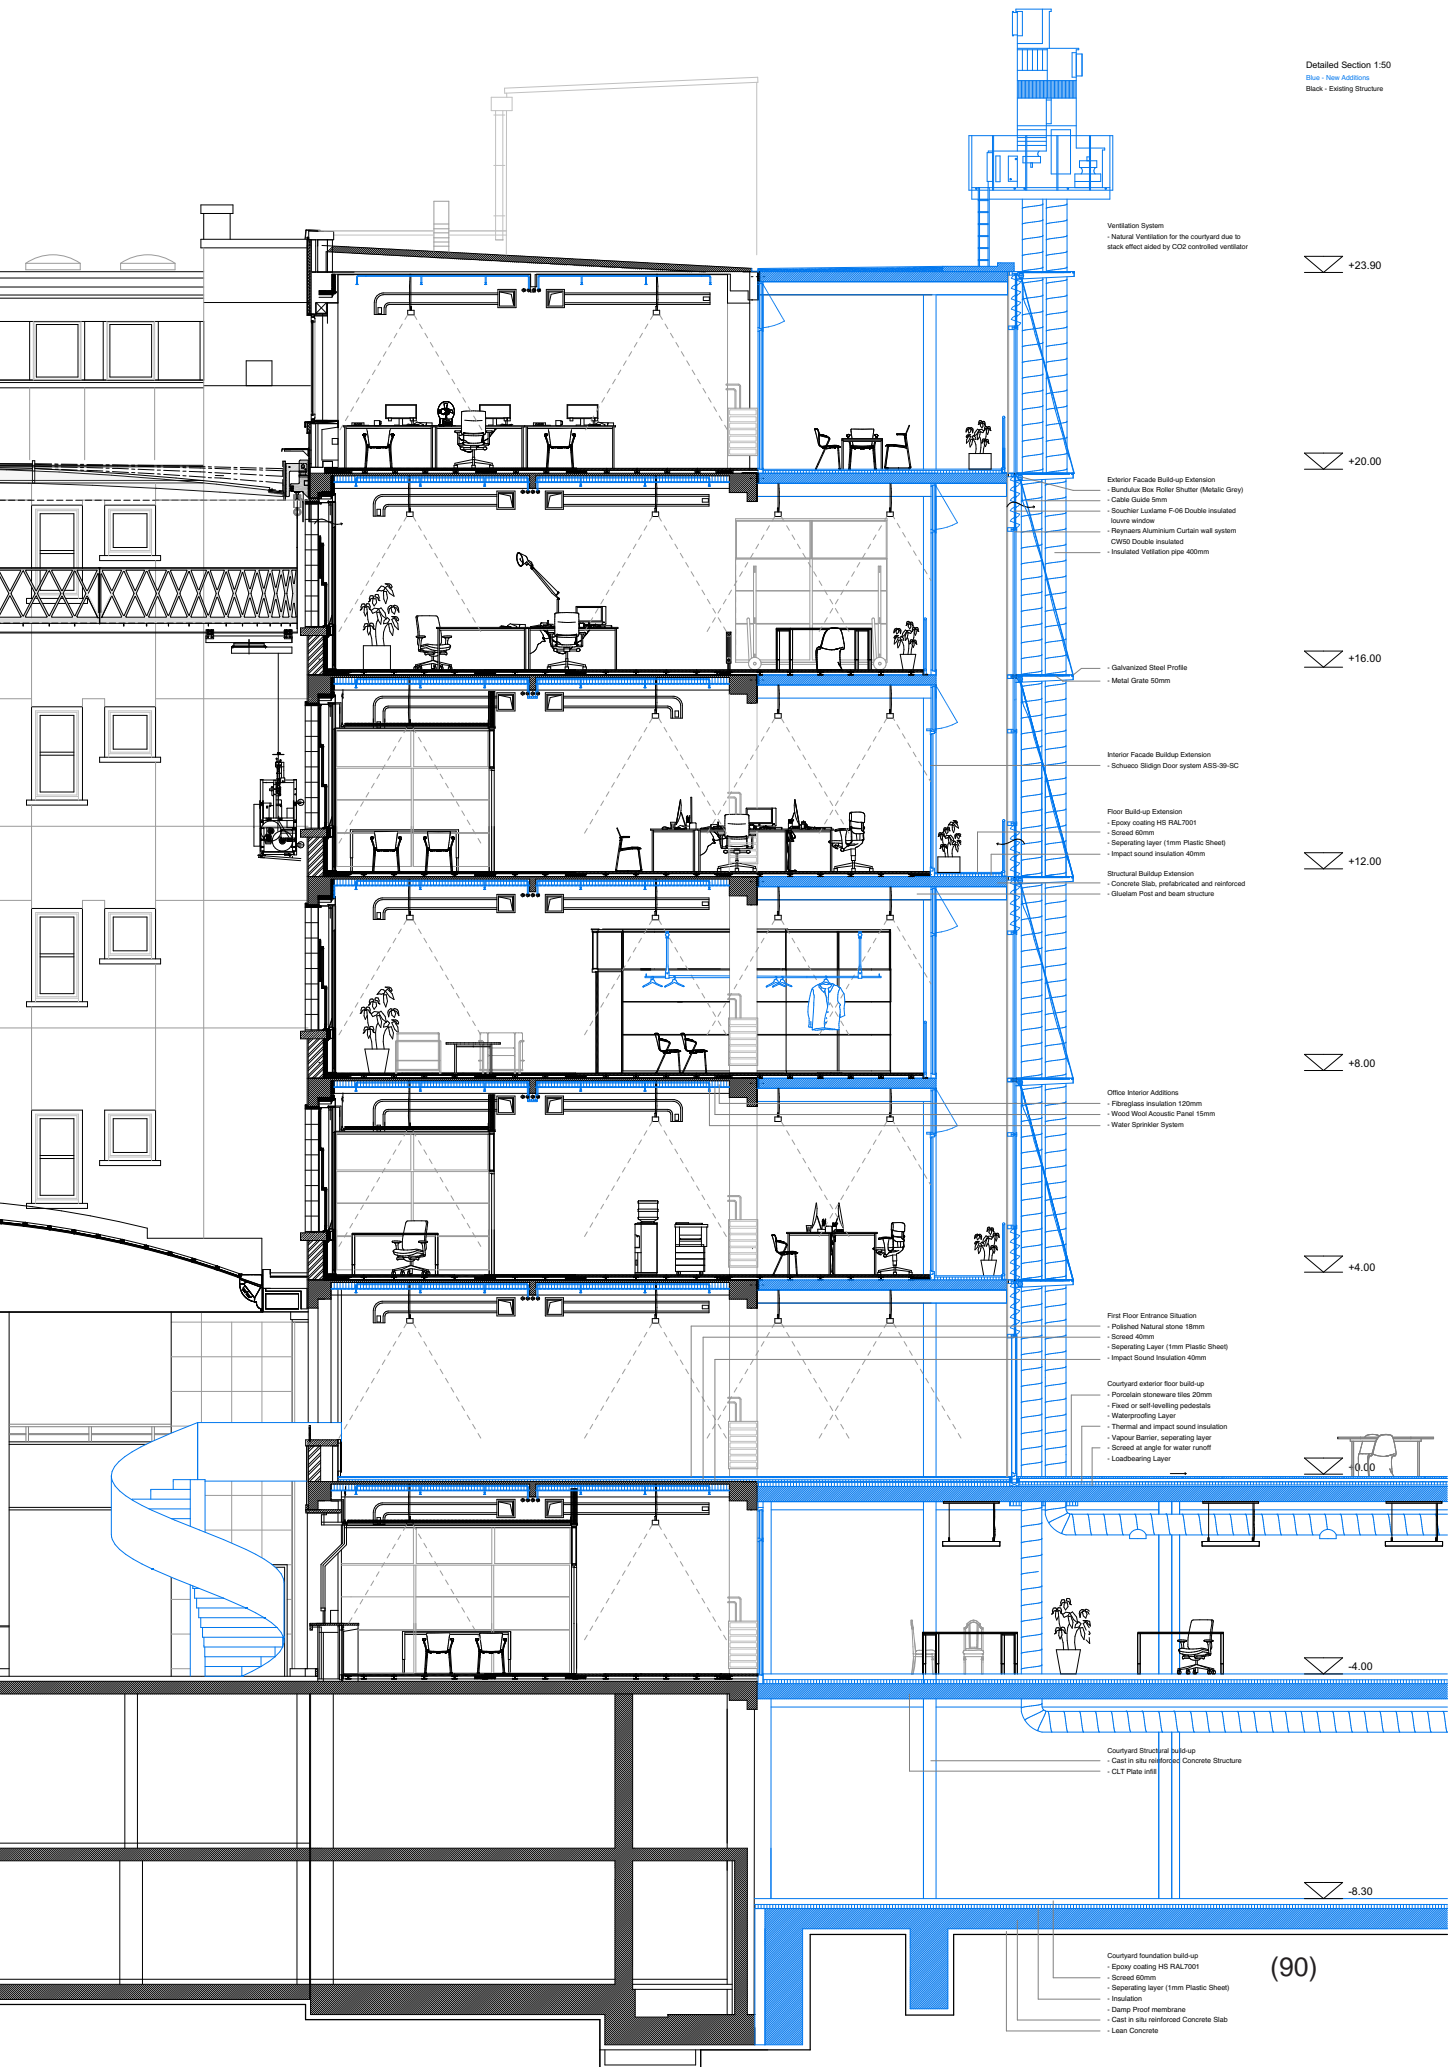 Detailed Section 1:50
Blue - New Additions
Black - Existing Structure
Ventilation System
- Natural Ventilation for the courtyard due to
stack effect aided by CO2 controlled ventilator
+23.90
+20.00
Exterior Facade Build-up Extension
- Bundulux Box Roller Shutter (Metalic Grey)
- Cable Guide 5mm
- Souchier Luxlame F-06 Double insulated
louvre window
- Reynaers Aluminium Curtain wall system
CW50 Double insulated
- Insulated Vetilation pipe 400mm
+16.00
- Galvanized Steel Profile
- Metal Grate 50mm
Interior Facade Buildup Extension
- Schueco Slidign Door system ASS-39-SC
Floor Build-up Extension
- Epoxy coating HS RAL7001
- Screed 60mm
- Seperating layer (1mm Plastic Sheet)
- Impact sound insulation 40mm
+12.00
Structural Buildup Extension
- Concrete Slab, prefabricated and reinforced
- Gluelam Post and beam structure
+8.00
Office Interior Additions
- Fibreglass insulation 120mm
- Wood Wool Acoustic Panel 15mm
- Water Sprinkler System
+4.00
First Floor Entrance Situation
- Polished Natural stone 18mm
- Screed 40mm
- Seperating Layer (1mm Plastic Sheet)
- Impact Sound Insulation 40mm
Courtyard exterior floor build-up
- Porcelain stoneware tiles 20mm
- Fixed or self-levelling pedestals
- Waterproofing Layer
- Thermal and impact sound insulation
- Vapour Barrier, seperating layer
- Screed at angle for water runoff
- Loadbearing Layer
+0.00
-4.00
Courtyard Structural build-up
- Cast in situ reinforced Concrete Structure
- CLT Plate infill
-8.30
Courtyard foundation build-up
- Epoxy coating HS RAL7001
- Screed 60mm
- Seperating layer (1mm Plastic Sheet)
- Insulation
- Damp Proof membrane
- Cast in situ reinforced Concrete Slab
- Lean Concrete
(90)